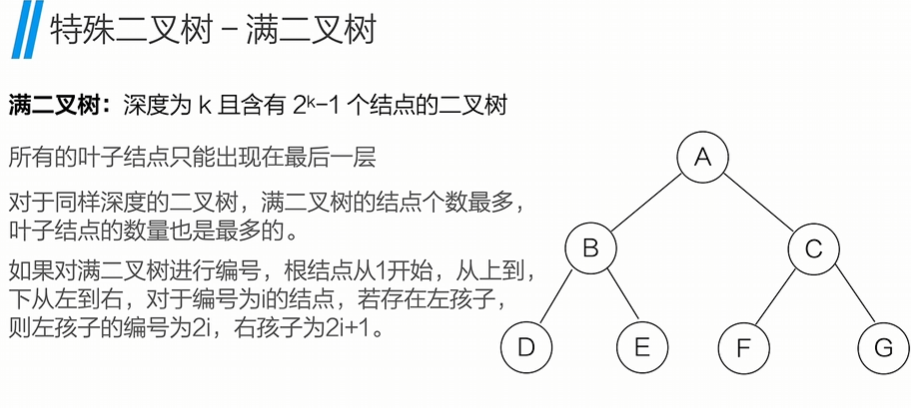 特殊二叉树 – 满二叉树
满二叉树：深度为 k 且含有 2ᵏ–1 个结点的二叉树
所有的叶子结点只能出现在最后一层
对于同样深度的二叉树，满二叉树的结点个数最多，
叶子结点的数量也是最多的。
如果对满二叉树进行编号，根结点从1开始，从上到，
下从左到右，对于编号为i的结点，若存在左孩子，
则左孩子的编号为2i，右孩子为2i+1。
A
B
C
D
E
F
G